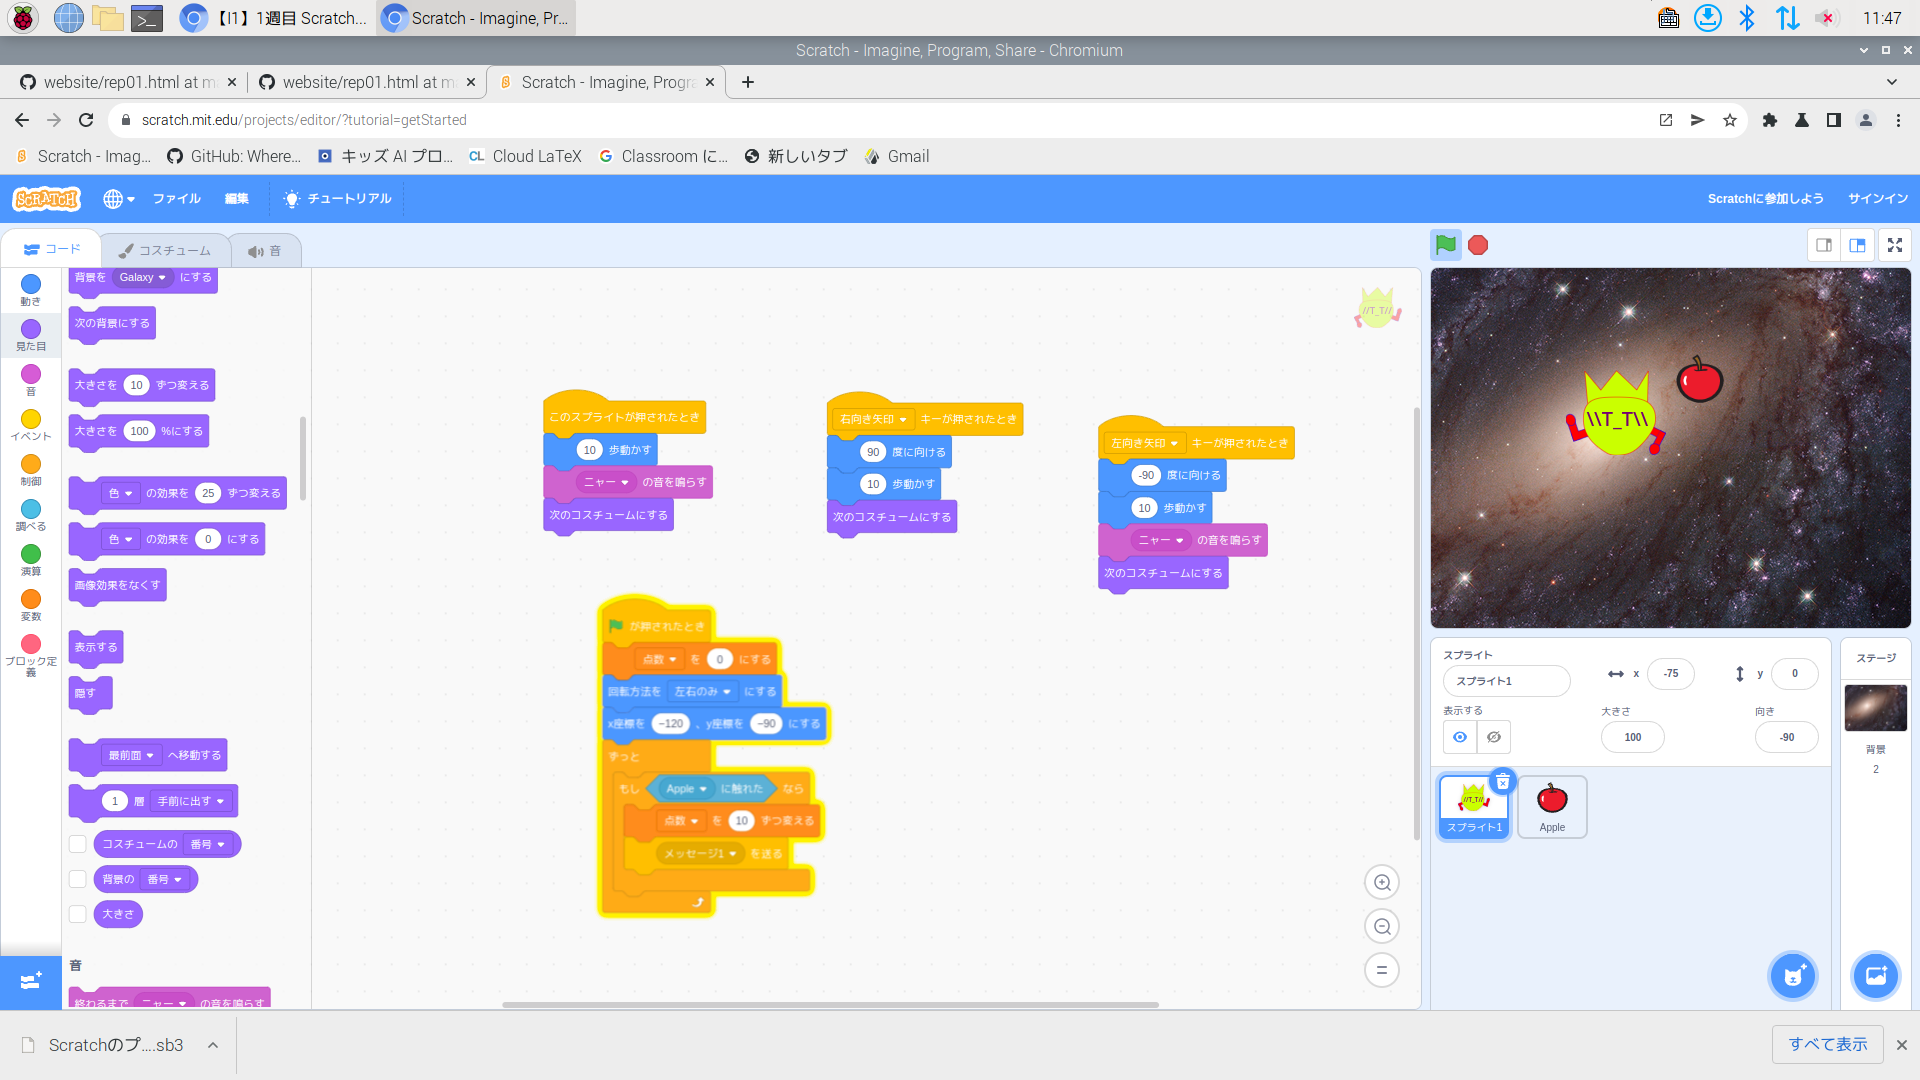 【I1】1週目 Scratch...
Scratch - Imagine, Pr...
11:47
Scratch - Imagine, Program, Share - Chromium
website/rep01.html at m
website/rep01.html at m
Scratch - Imagine, Progra
scratch.mit.edu/projects/editor/?tutorial=getStarted
Scratch - Imag...
GitHub: Where...
キッズ AI プロ...
CL Cloud LaTeX
Classroom に...
新しいタブ
Gmail
SCRATCH
ファイル
編集
チュートリアル
Scratchに参加しよう
サインイン
コード
コスチューム
音
動き
見た目
音
イベント
制御
調べる
演算
変数
ブロック定義
背景を Galaxy にする
次の背景にする
大きさを 10 ずつ変える
大きさを 100 %にする
色 の効果を 25 ずつ変える
色 の効果を 0 にする
画像効果をなくす
表示する
隠す
最前面 へ移動する
1 層 手前に出す
コスチュームの 番号
背景の 番号
大きさ
音
終わるまで ニャー の音を鳴らす
このスプライトが押されたとき
10 歩動かす
ニャー の音を鳴らす
次のコスチュームにする
右向き矢印 キーが押されたとき
90 度に向ける
10 歩動かす
次のコスチュームにする
左向き矢印 キーが押されたとき
-90 度に向ける
10 歩動かす
ニャー の音を鳴らす
次のコスチュームにする
が押されたとき
点数 を 0 にする
回転方法を 左右のみ にする
x座標を -120 、y座標を -90 にする
ずっと
もし Apple に触れた なら
点数 を 10 ずつ変える
メッセージ1 を送る
\\T_T\\
スプライト
スプライト1
x -75
y 0
表示する
大きさ
100
向き
-90
スプライト1
Apple
ステージ
背景
2
Scratchのプ....sb3
すべて表示